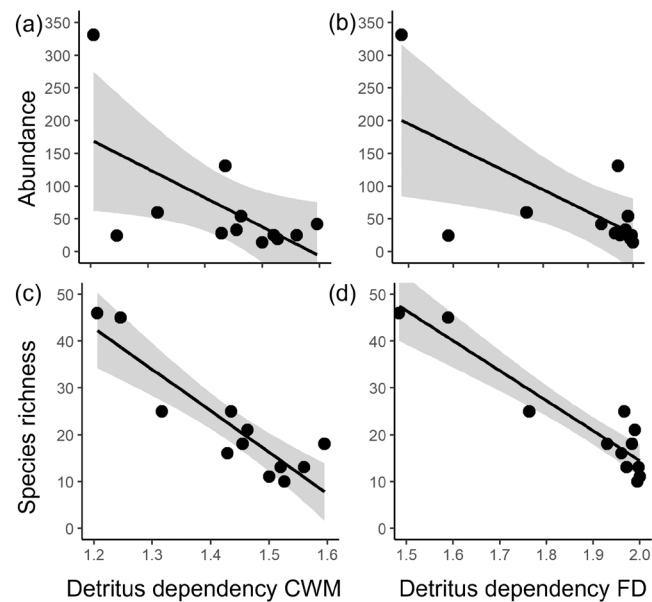 (a)
(b)
350
300
250
200
150
100
50
0
Abundance
350
300
250
200
150
100
50
0
(c)
(d)
50
40
30
20
10
0
Species richness
50
40
30
20
10
0
1.2 1.3 1.4 1.5 1.6
1.5 1.6 1.7 1.8 1.9 2.0
Detritus dependency CWM
Detritus dependency FD